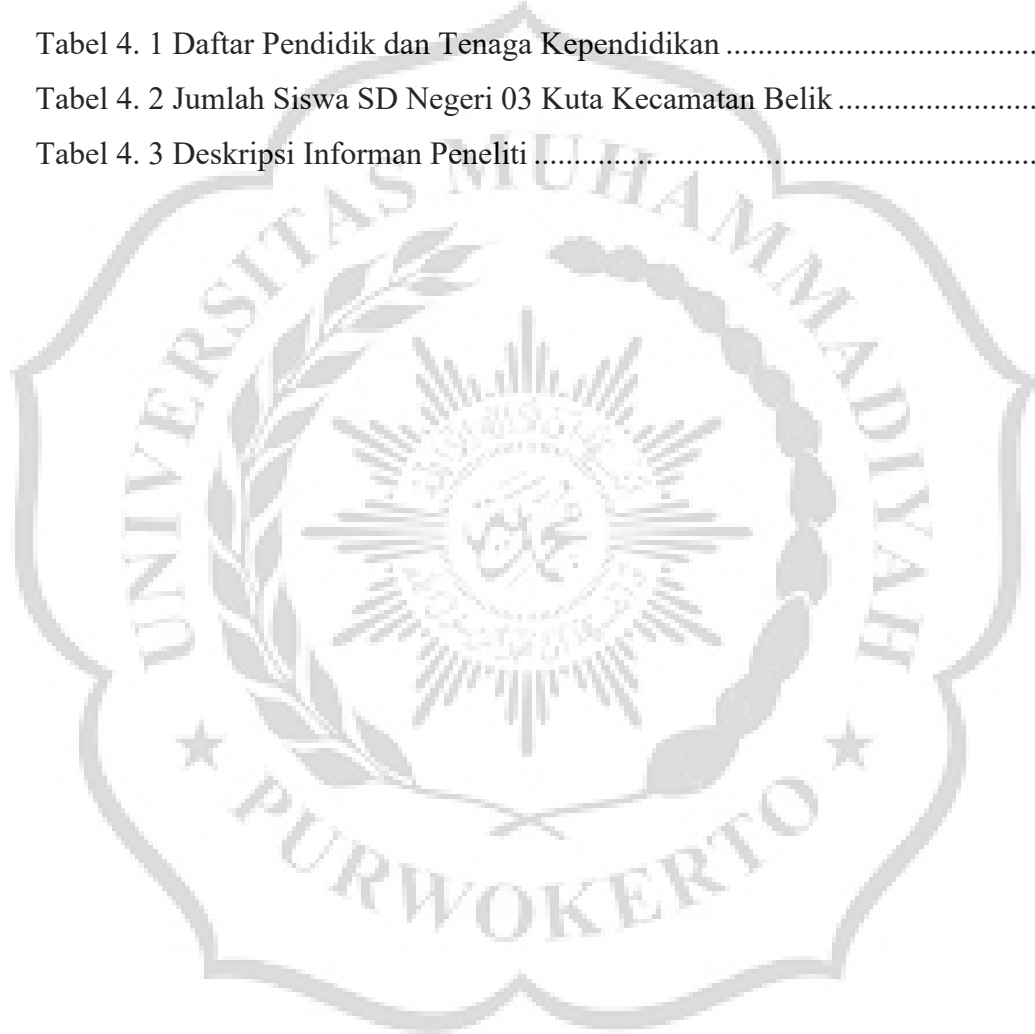 Tabel 4. 1 Daftar Pendidik dan Tenaga Kependidikan ....................................
Tabel 4. 2 Jumlah Siswa SD Negeri 03 Kuta Kecamatan Belik .........................
Tabel 4. 3 Deskripsi Informan Peneliti ................................................................
UNIVERSITAS MUHAMMADIYAH
PURWOKERTO